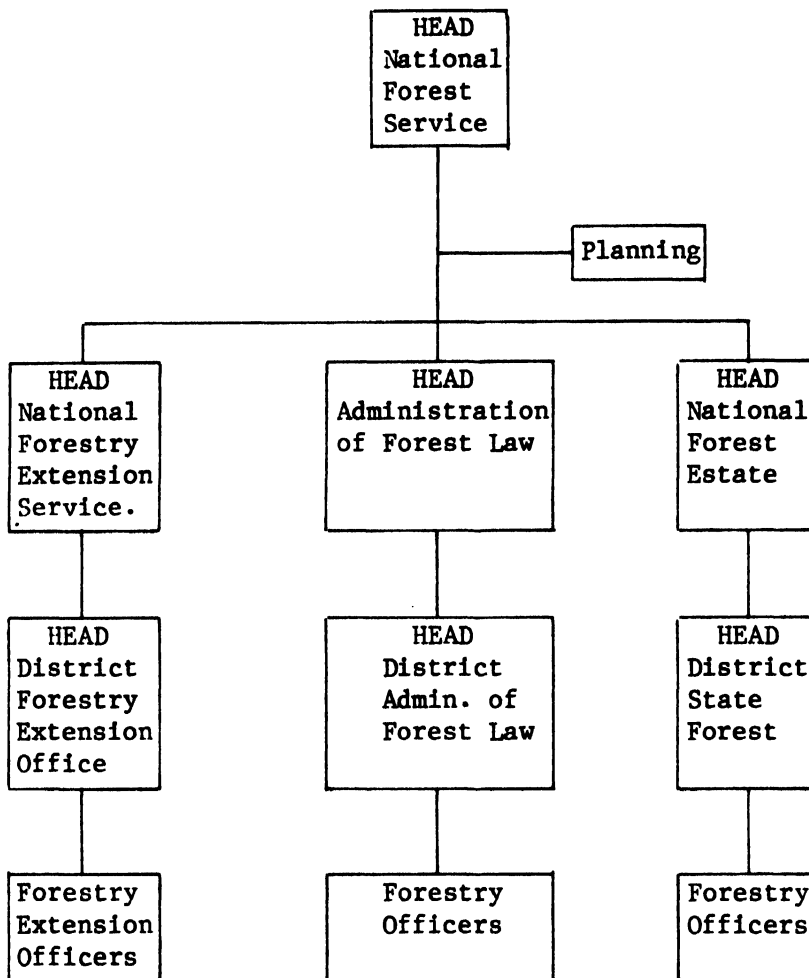 HEAD
National
Forest
Service
Planning
HEAD
National
Forestry
Extension
Service.
HEAD
Administration
of Forest Law
HEAD
National
Forest
Estate
HEAD
District
Forestry
Extension
Office
HEAD
District
Admin. of
Forest Law
HEAD
District
State
Forest
Forestry
Extension
Officers
Forestry
Officers
Forestry
Officers